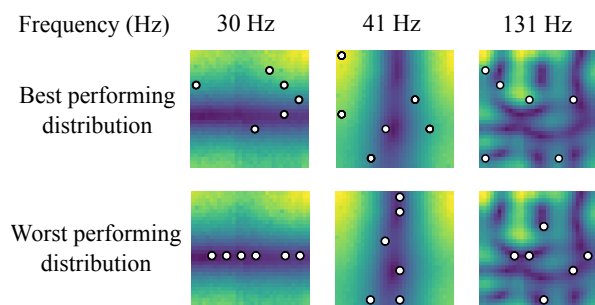 Frequency (Hz) 30 Hz 41 Hz 131 Hz
Best performing
distribution
Worst performing
distribution